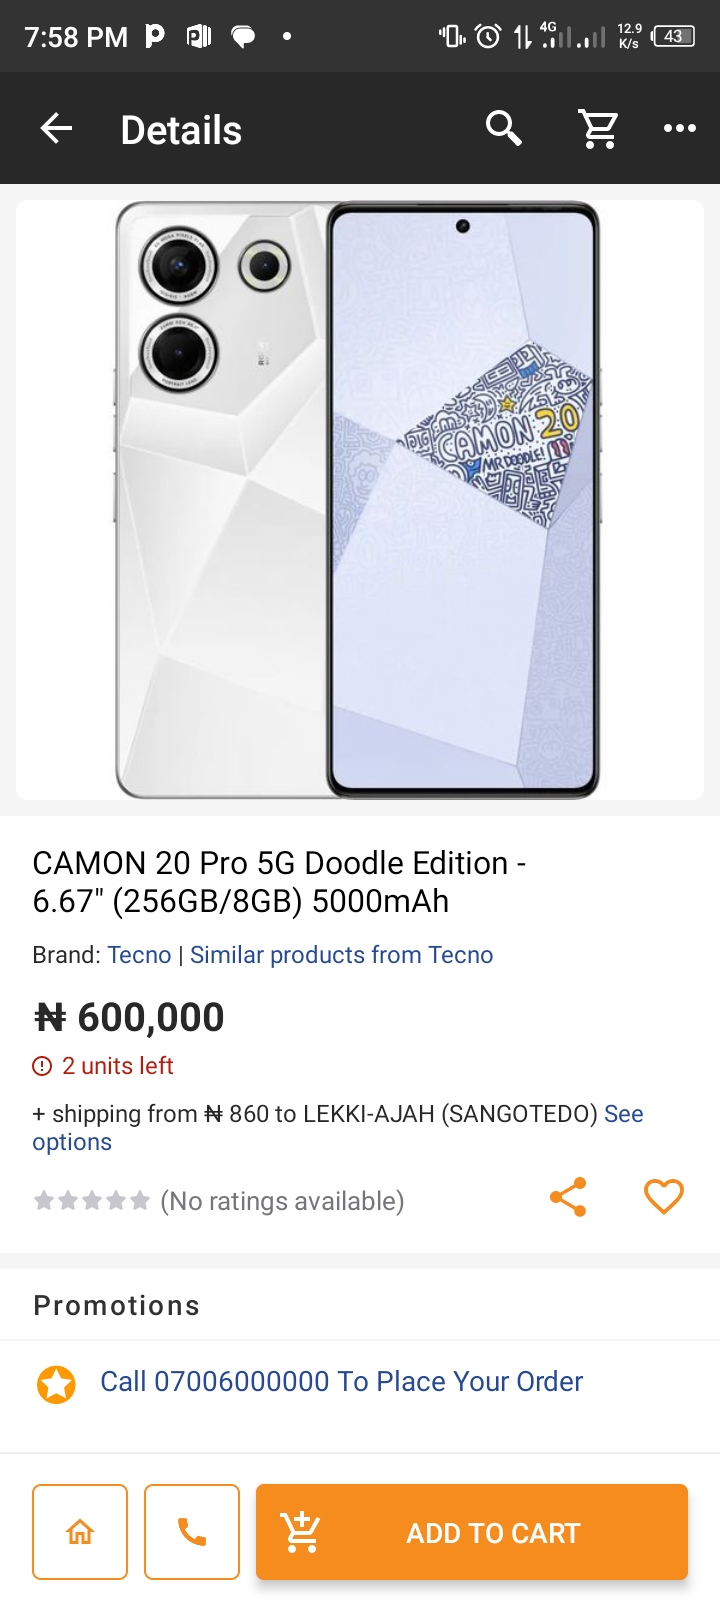 7:58 PM
4G
12.9
K/s
43
Details
CAMON 20
MR DOODLE!
CAMON 20 Pro 5G Doodle Edition -
6.67" (256GB/8GB) 5000mAh
Brand: Tecno | Similar products from Tecno
₦ 600,000
2 units left
+ shipping from ₦ 860 to LEKKI-AJAH (SANGOTEDO) See
options
(No ratings available)
Promotions
Call 07006000000 To Place Your Order
ADD TO CART